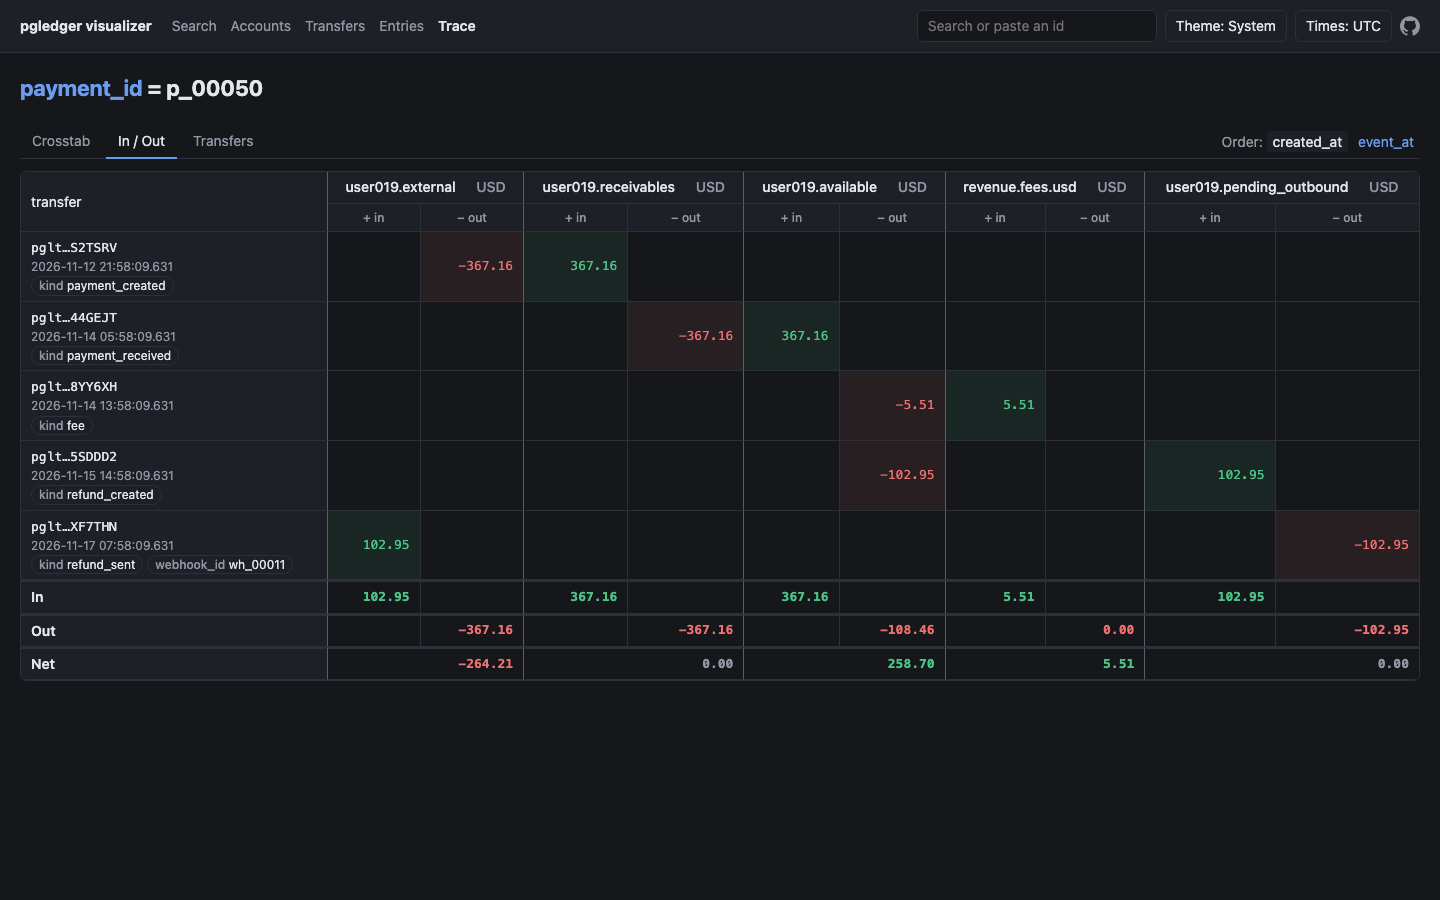 pgledger visualizer Search Accounts Transfers Entries Trace Search or paste an id Theme: System Times: UTC
payment_id = p_00050
Crosstab In / Out Transfers Order: created_at event_at
transfer user019.external USD user019.receivables USD user019.available USD revenue.fees.usd USD user019.pending_outbound USD
+ in − out + in − out + in − out + in − out + in − out
pglt…S2TSRV
2026-11-12 21:58:09.631 −367.16 367.16
kind payment_created
pglt…44GEJT
2026-11-14 05:58:09.631 −367.16 367.16
kind payment_received
pglt…8YY6XH
2026-11-14 13:58:09.631 −5.51 5.51
kind fee
pglt…5SDDD2
2026-11-15 14:58:09.631 −102.95 102.95
kind refund_created
pglt…XF7THN
2026-11-17 07:58:09.631 102.95 −102.95
kind refund_sent webhook_id wh_00011
In 102.95 367.16 367.16 5.51 102.95
Out −367.16 −367.16 −108.46 0.00 −102.95
Net −264.21 0.00 258.70 5.51 0.00